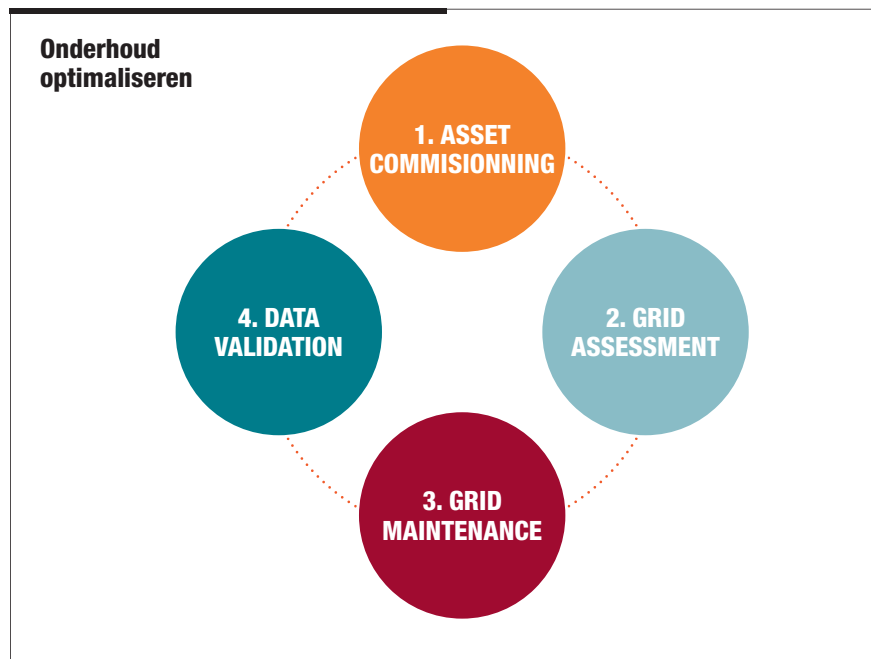 Onderhoud
optimaliseren
1. ASSET
COMMISIONNING
2. GRID
ASSESSMENT
3. GRID
MAINTENANCE
4. DATA
VALIDATION